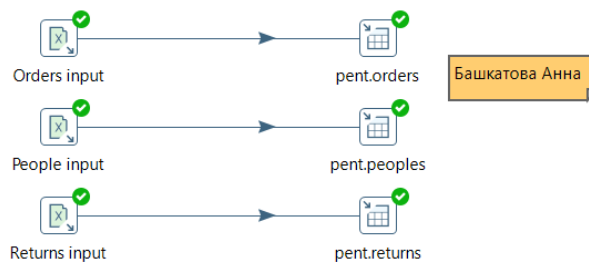 Orders input
pent.orders
Башкатова Анна
People input
pent.peoples
Returns input
pent.returns